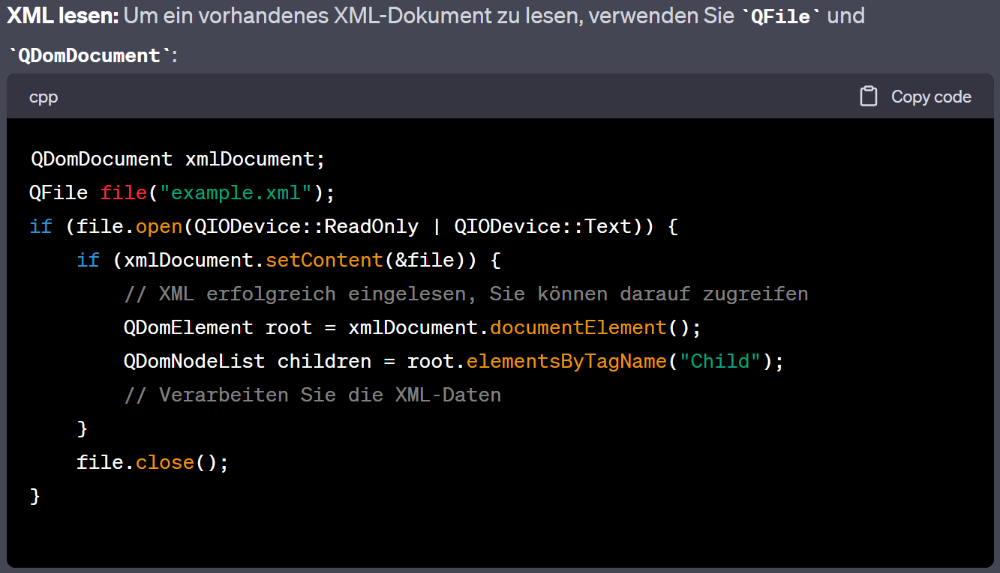 XML lesen: Um ein vorhandenes XML-Dokument zu lesen, verwenden Sie `QFile` und
`QDomDocument`:
cpp Copy code
QDomDocument xmlDocument;
QFile file("example.xml");
if (file.open(QIODevice::ReadOnly | QIODevice::Text)) {
    if (xmlDocument.setContent(&file)) {
        // XML erfolgreich eingelesen, Sie können darauf zugreifen
        QDomElement root = xmlDocument.documentElement();
        QDomNodeList children = root.elementsByTagName("Child");
        // Verarbeiten Sie die XML-Daten
    }
    file.close();
}